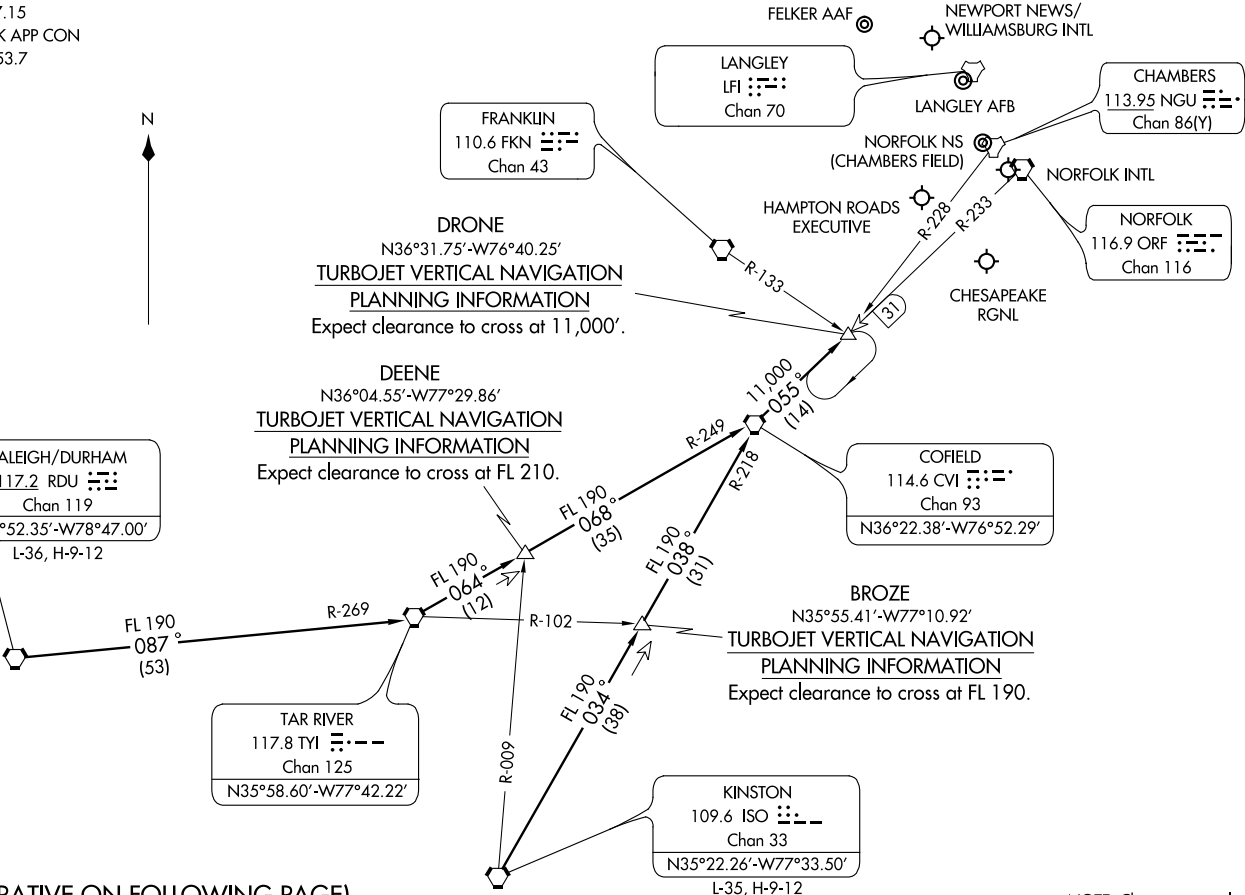 7.15
K APP CON
53.7
N
FELKER AAF
NEWPORT NEWS/
WILLIAMSBURG INTL
LANGLEY
LFI
Chan 70
LANGLEY AFB
CHAMBERS
113.95 NGU
Chan 86(Y)
FRANKLIN
110.6 FKN
Chan 43
NORFOLK NS
(CHAMBERS FIELD)
NORFOLK INTL
HAMPTON ROADS
EXECUTIVE
R-228
R-233
NORFOLK
116.9 ORF
Chan 116
CHESAPEAKE
RGNL
DRONE
N36°31.75'-W76°40.25'
TURBOJET VERTICAL NAVIGATION
PLANNING INFORMATION
Expect clearance to cross at 11,000'.
R-133
31
DEENE
N36°04.55'-W77°29.86'
TURBOJET VERTICAL NAVIGATION
PLANNING INFORMATION
Expect clearance to cross at FL 210.
11,000
055°
(14)
R-249
R-218
COFIELD
114.6 CVI
Chan 93
N36°22.38'-W76°52.29'
ALEIGH/DURHAM
117.2 RDU
Chan 119
°52.35'-W78°47.00'
L-36, H-9-12
FL 190
068°
(35)
FL 190
064°
(12)
FL 190
038°
(31)
BROZE
N35°55.41'-W77°10.92'
TURBOJET VERTICAL NAVIGATION
PLANNING INFORMATION
Expect clearance to cross at FL 190.
FL 190
087°
(53)
R-269
R-102
FL 190
034°
(38)
R-009
TAR RIVER
117.8 TYI
Chan 125
N35°58.60'-W77°42.22'
KINSTON
109.6 ISO
Chan 33
N35°22.26'-W77°33.50'
L-35, H-9-12
RATIVE ON FOLLOWING PAGE)